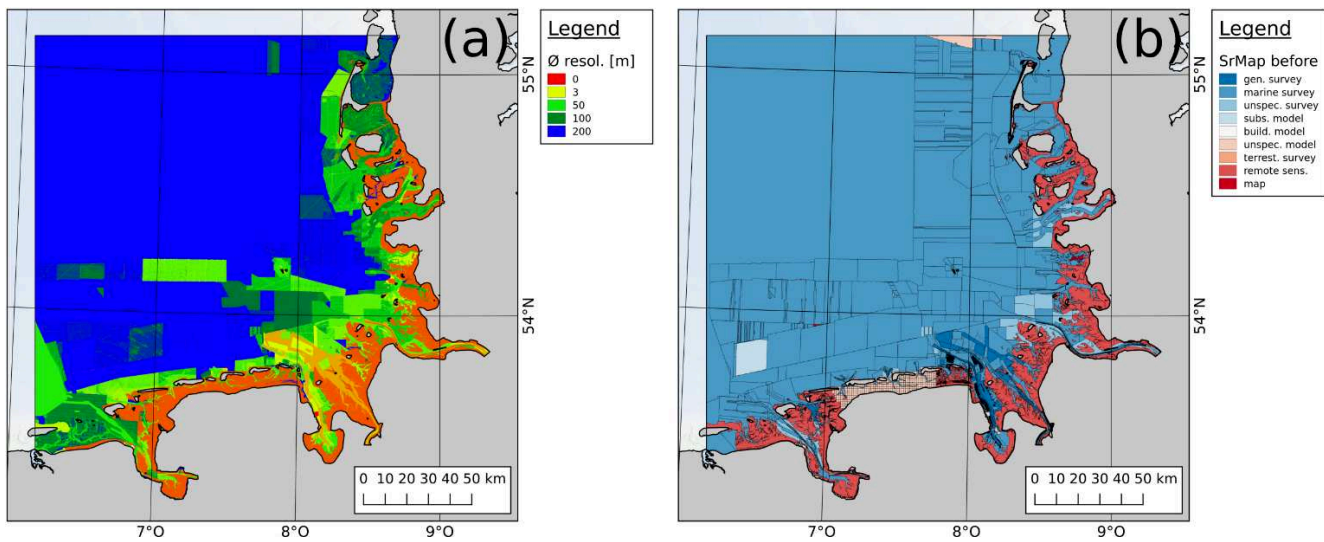 (a)
Legend
Ø resol. [m]
0
3
50
100
200
55°N
54°N
0 10 20 30 40 50 km
7°O 8°O 9°O
(b)
Legend
SrMap before
gen. survey
marine survey
unspec. survey
subs. model
build. model
unspec. model
terrest. survey
remote sens.
map
55°N
54°N
0 10 20 30 40 50 km
7°O 8°O 9°O